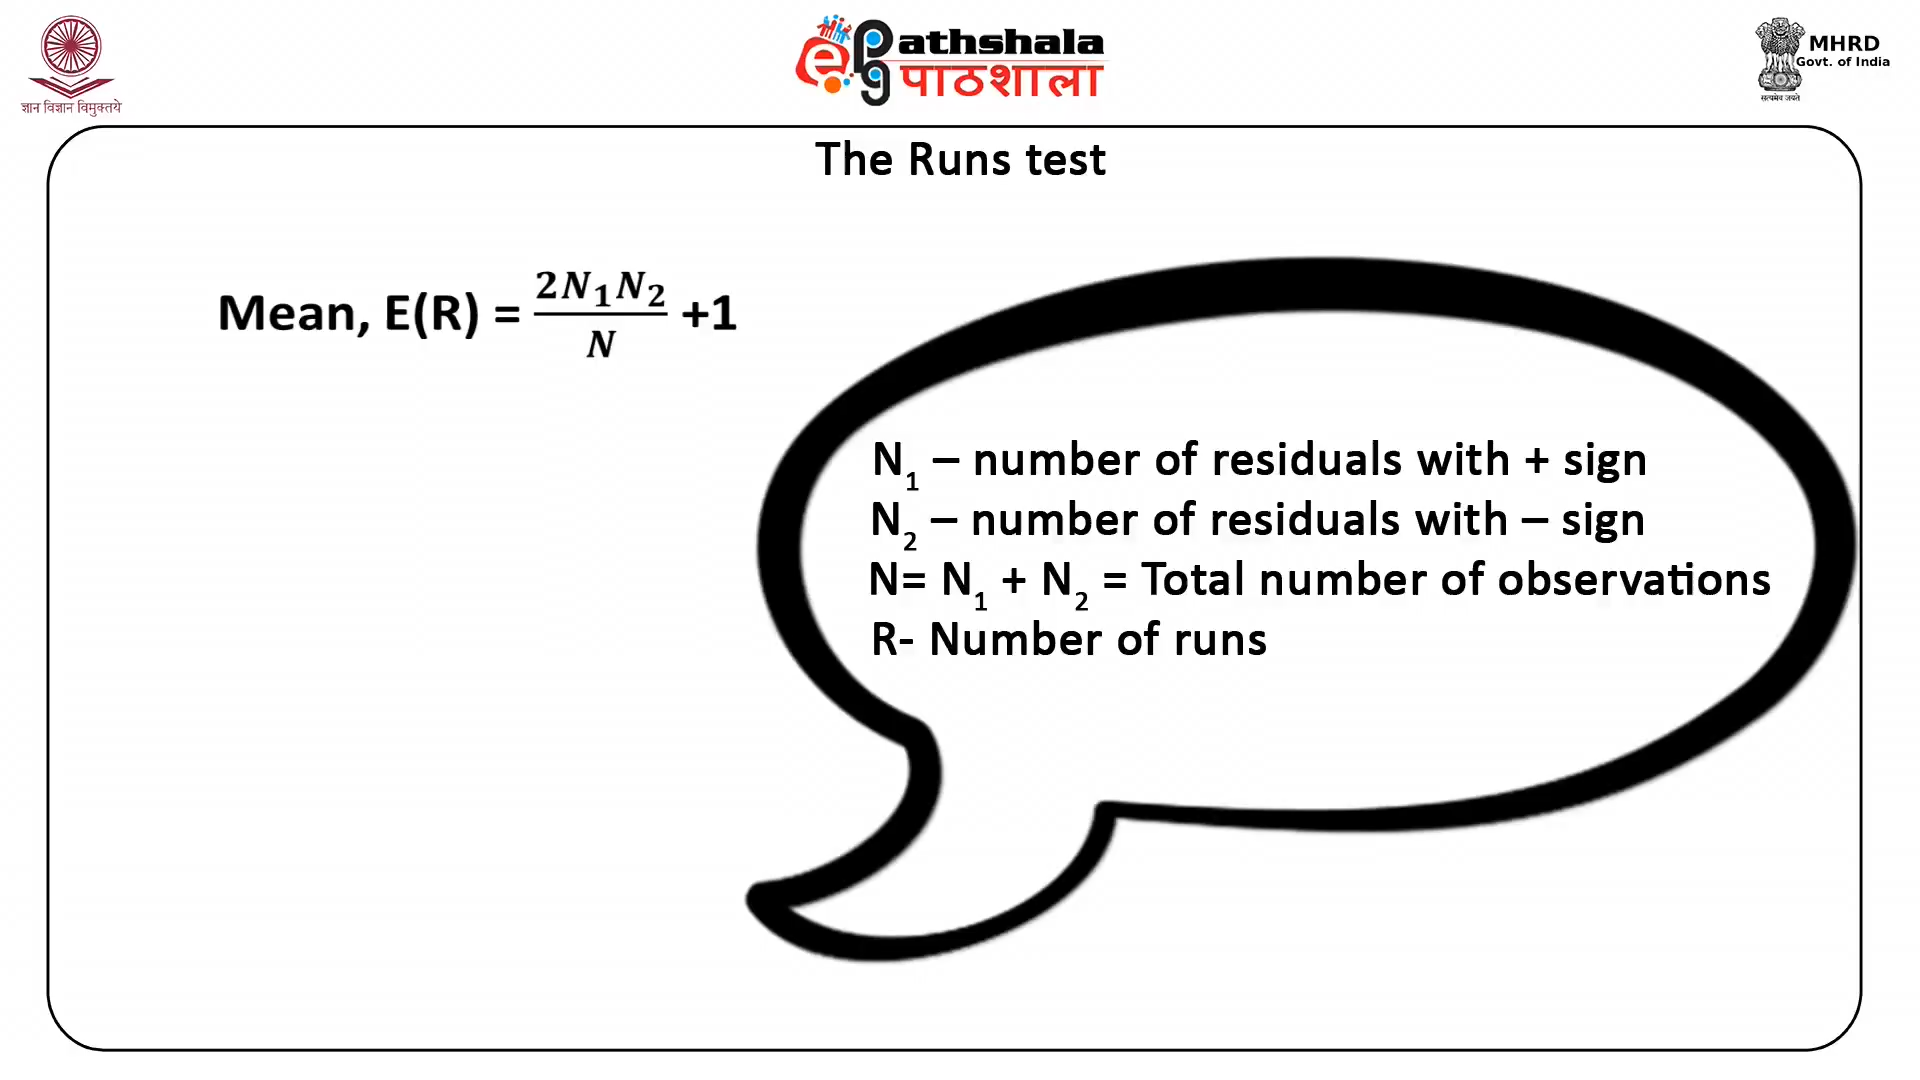 ज्ञान विज्ञान विमुक्तये
ePg Pathshala
पाठशाला
MHRD
Govt. of India
सत्यमेव जयते
The Runs test
Mean, E(R) = 2N₁N₂/N +1
N₁ – number of residuals with + sign
N₂ – number of residuals with – sign
N= N₁ + N₂ = Total number of observations
R- Number of runs